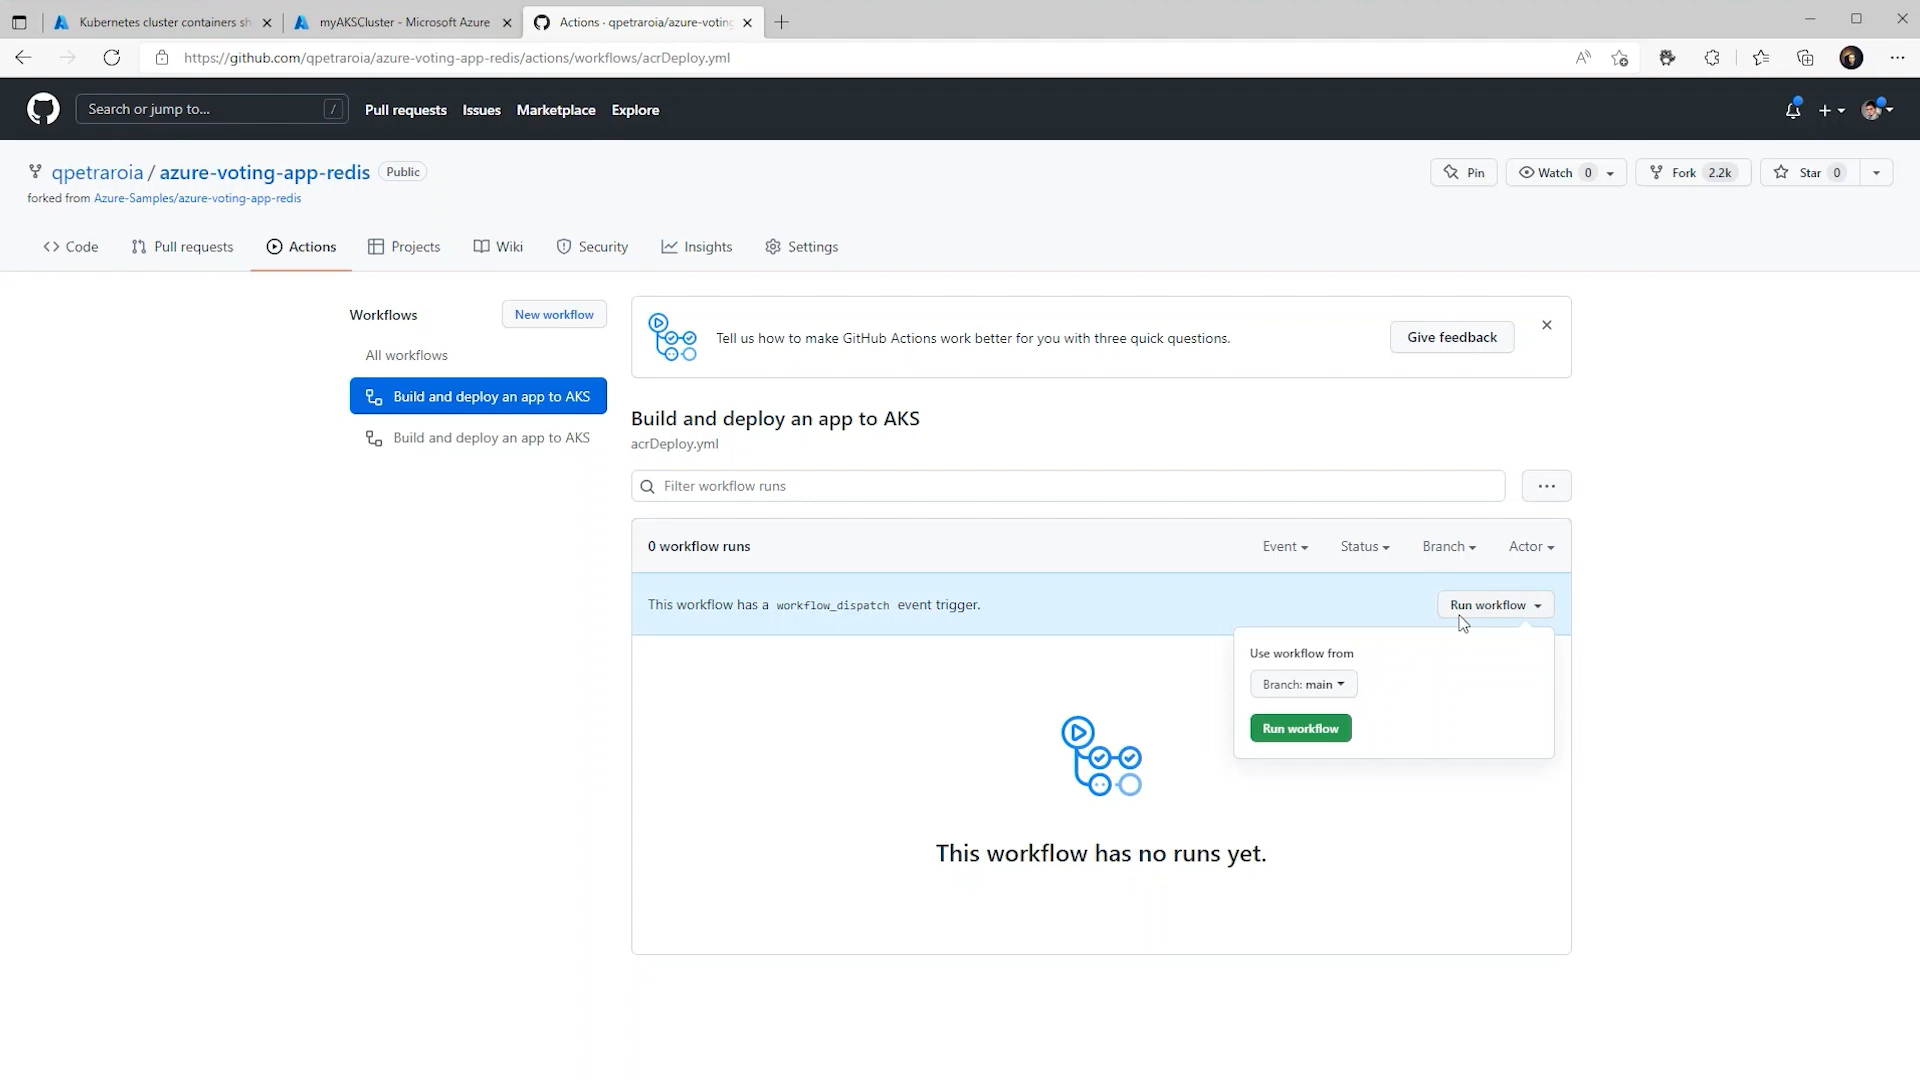 Kubernetes cluster containers sh
myAKSCluster - Microsoft Azure
Actions · qpetraroia/azure-voting
https://github.com/qpetraroia/azure-voting-app-redis/actions/workflows/acrDeploy.yml
Search or jump to...
/
Pull requests
Issues
Marketplace
Explore
qpetraroia / azure-voting-app-redis
Public
Pin
Watch 0
Fork 2.2k
Star 0
forked from Azure-Samples/azure-voting-app-redis
Code
Pull requests
Actions
Projects
Wiki
Security
Insights
Settings
Workflows
New workflow
All workflows
Build and deploy an app to AKS
Build and deploy an app to AKS
Tell us how to make GitHub Actions work better for you with three quick questions.
Give feedback
Build and deploy an app to AKS
acrDeploy.yml
Filter workflow runs
0 workflow runs
Event
Status
Branch
Actor
This workflow has a workflow_dispatch event trigger.
Run workflow
Use workflow from
Branch: main
Run workflow
This workflow has no runs yet.